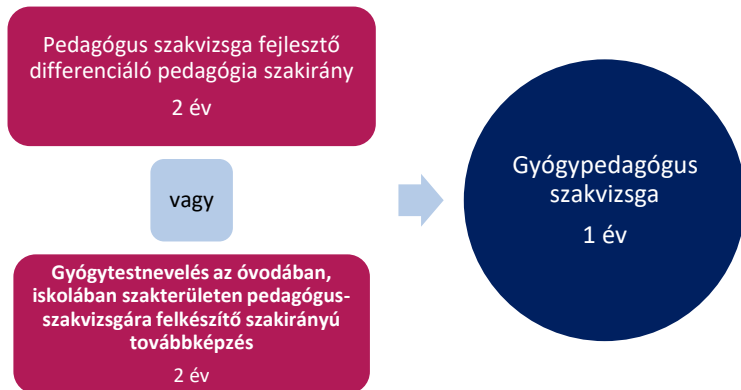 Pedagógus szakvizsga fejlesztő
differenciáló pedagógia szakirány
2 év
vagy
Gyógytestnevelés az óvodában,
iskolában szakterületen pedagógus-
szakvizsgára felkészítő szakirányú
továbbképzés
2 év
Gyógypedagógus
szakvizsga
1 év